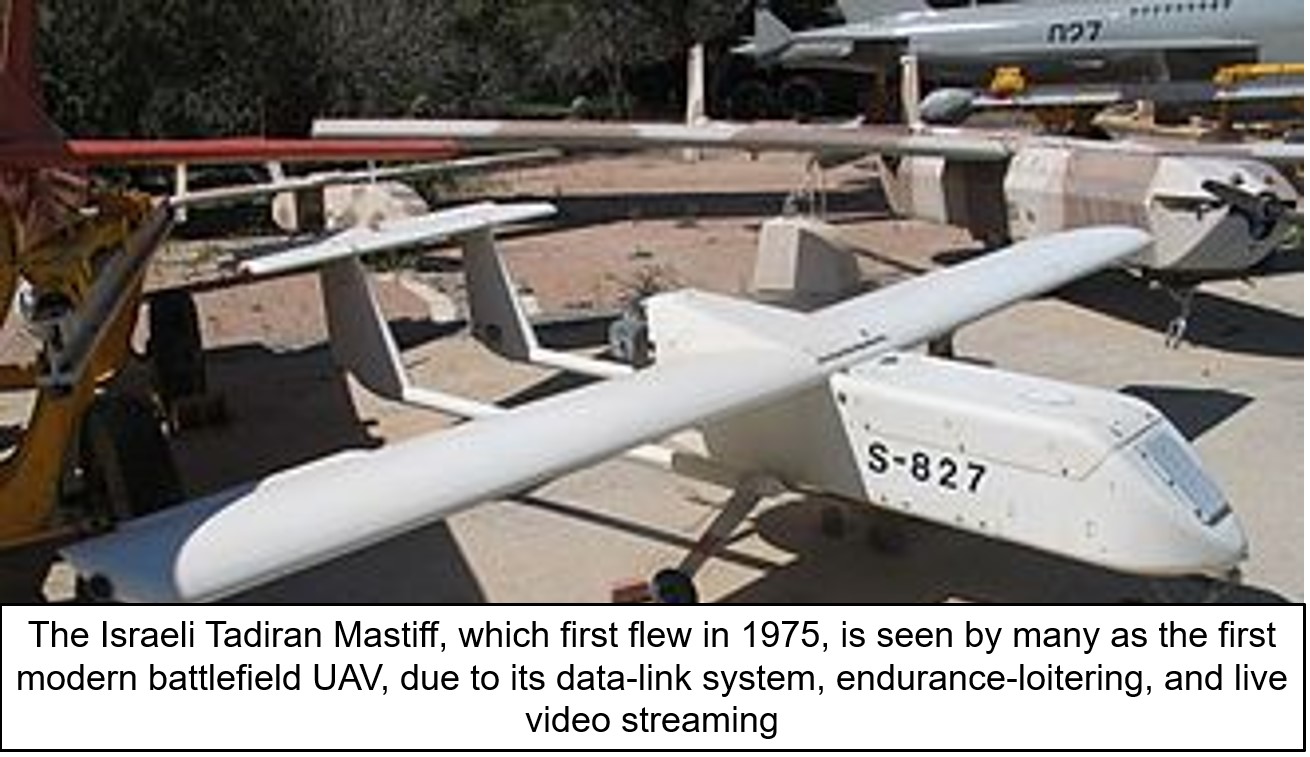 027
S-827
The Israeli Tadiran Mastiff, which first flew in 1975, is seen by many as the first
modern battlefield UAV, due to its data-link system, endurance-loitering, and live
video streaming